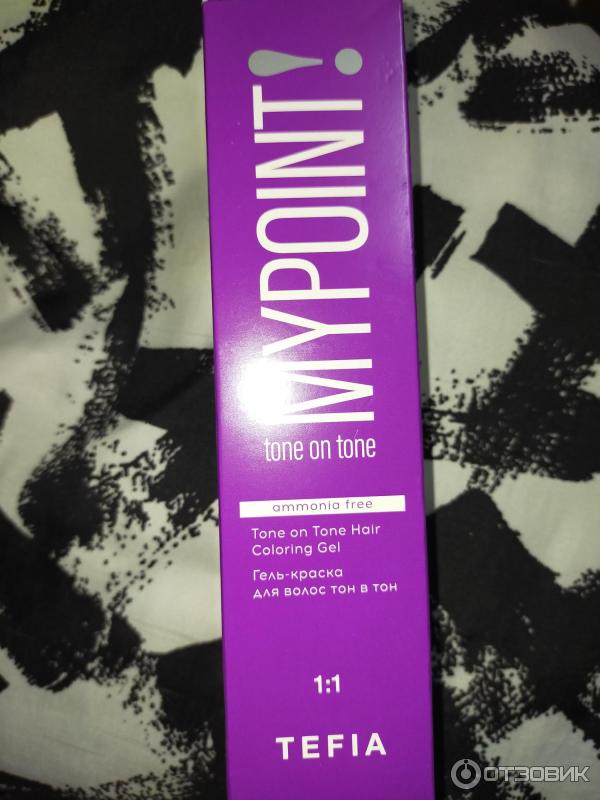 MYPOINT!
tone on tone
ammonia free
Tone on Tone Hair
Coloring Gel
Гель-краска
для волос тон в тон
1:1
TEFIA
ОТЗОВИК